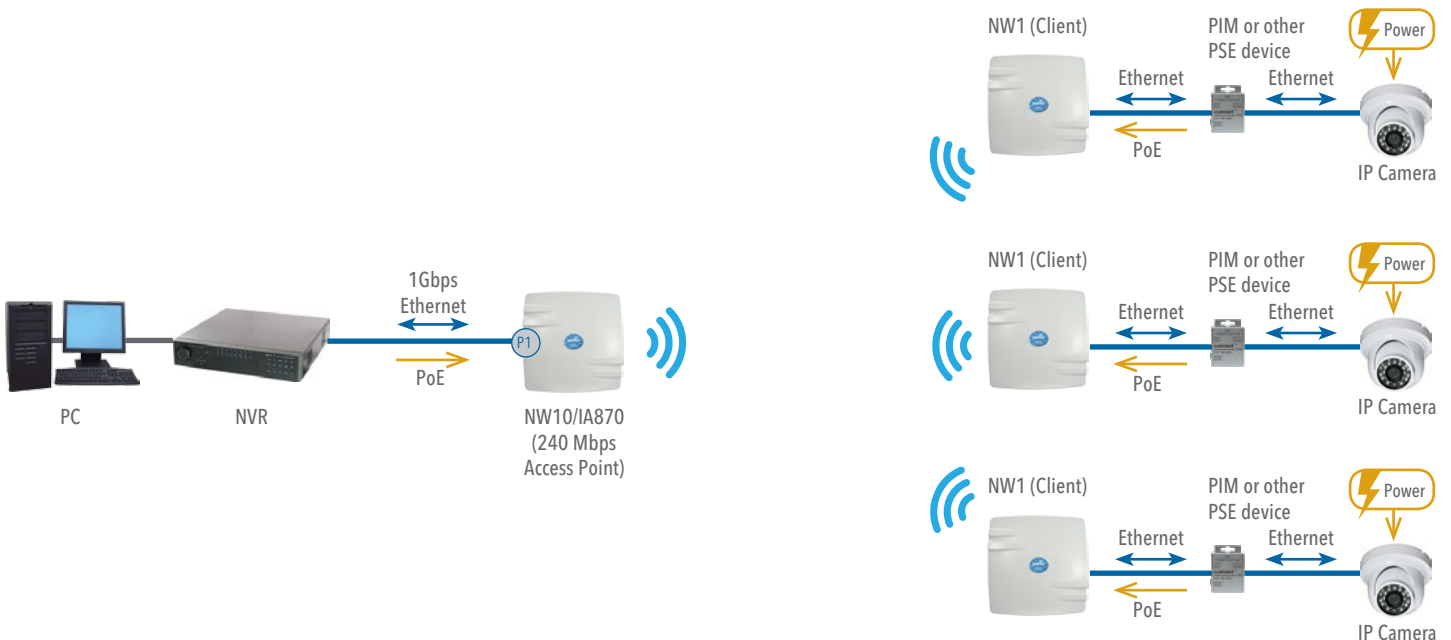 NW1 (Client)
PIM or other
PSE device
Power
Ethernet
Ethernet
PoE
IP Camera
NW1 (Client)
PIM or other
PSE device
Power
1Gbps
Ethernet
Ethernet
Ethernet
P1
PoE
PoE
IP Camera
PC
NVR
NW10/IA870
(240 Mbps
Access Point)
NW1 (Client)
PIM or other
PSE device
Power
Ethernet
Ethernet
PoE
IP Camera